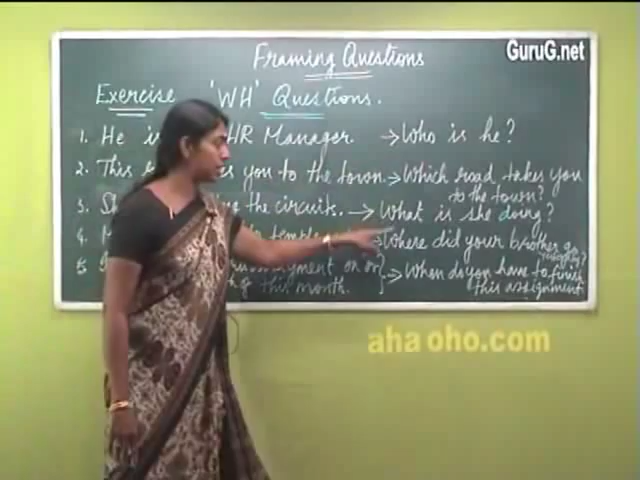 Framing Questions
GuruG.net
Exercise 'WH' Questions.
1. He is HR Manager. → Who is he?
2. This you to the town. → Which road takes you
to the town?
3. the circuits. → What is she doing?
4. Where did your brother go
5. on or → When do you have to finish
this month. this assignment
aha oho.com